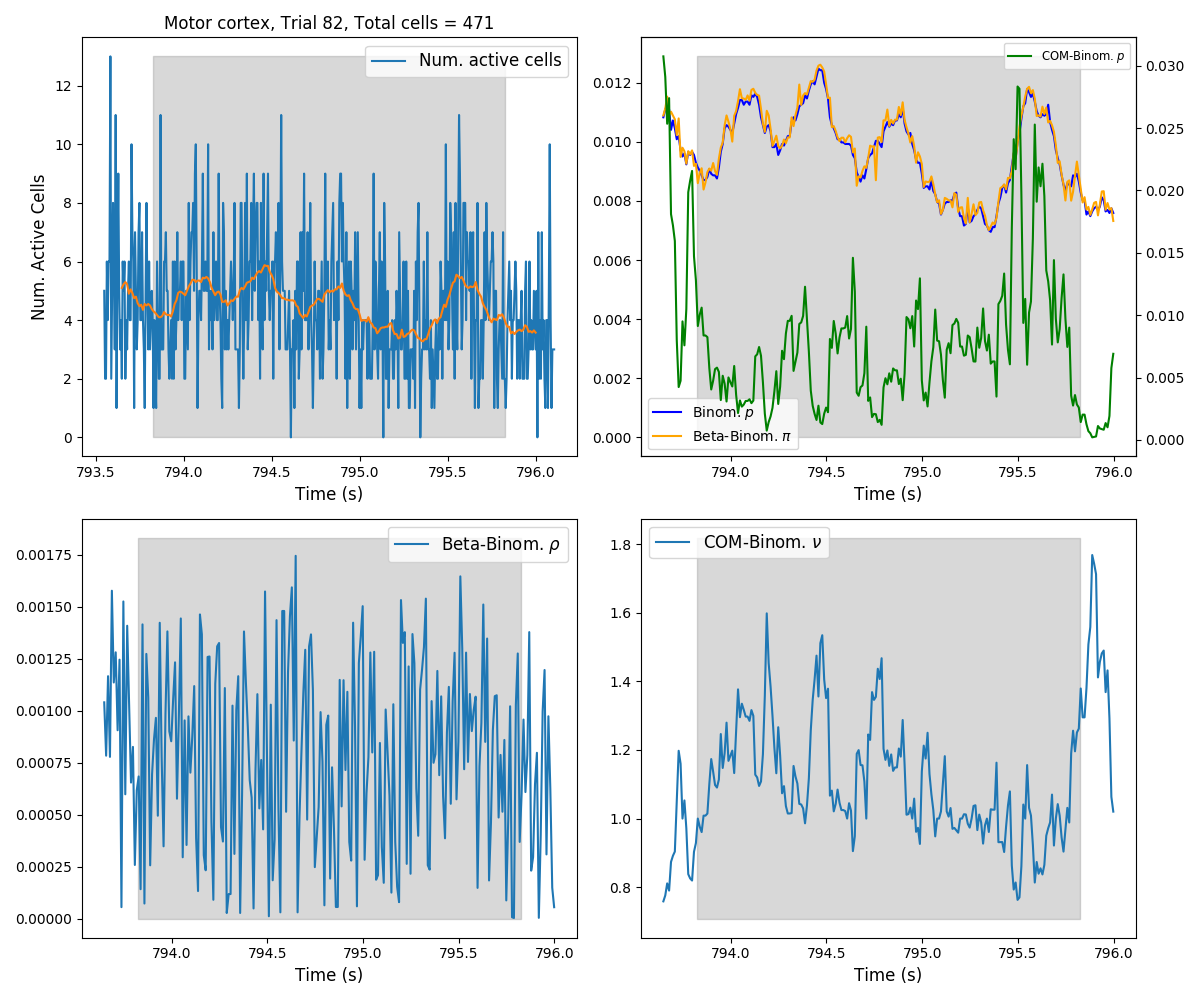 Motor cortex, Trial 82, Total cells = 471
Num. active cells
Num. Active Cells
12
10
8
6
4
2
0
793.5 794.0 794.5 795.0 795.5 796.0
Time (s)
COM-Binom. p
0.012
0.010
0.008
0.006
0.004
0.002
0.000
0.030
0.025
0.020
0.015
0.010
0.005
0.000
Binom. p
Beta-Binom. π
794.0 794.5 795.0 795.5 796.0
Time (s)
Beta-Binom. ρ
0.00175
0.00150
0.00125
0.00100
0.00075
0.00050
0.00025
0.00000
794.0 794.5 795.0 795.5 796.0
Time (s)
COM-Binom. ν
1.8
1.6
1.4
1.2
1.0
0.8
794.0 794.5 795.0 795.5 796.0
Time (s)